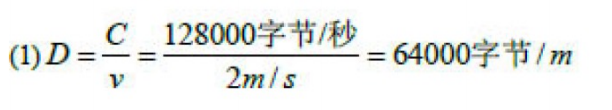 (1) D = C/v = 128000字节/秒 / 2m/s = 64000字节/m